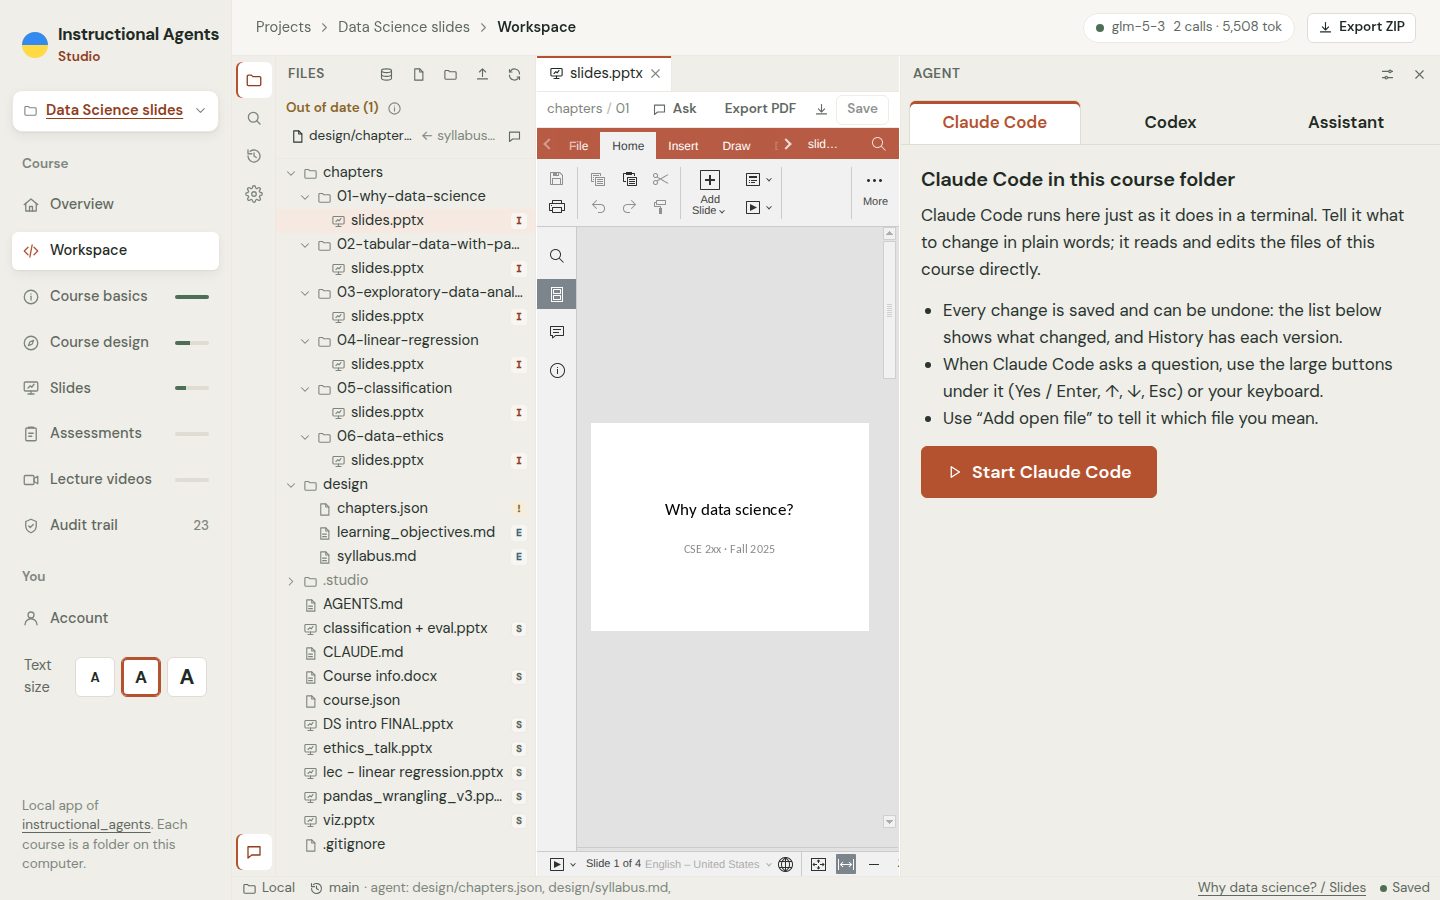 Instructional Agents
Studio
Data Science slides
Course
Overview
Workspace
Course basics
Course design
Slides
Assessments
Lecture videos
Audit trail 23
You
Account
Text size
A A A
Local app of
instructional_agents. Each
course is a folder on this
computer.
Projects > Data Science slides > Workspace
glm-5-3 2 calls · 5,508 tok
Export ZIP
FILES
Out of date (1)
design/chapter... ← syllabus...
chapters
01-why-data-science
slides.pptx I
02-tabular-data-with-pa...
slides.pptx I
03-exploratory-data-anal...
slides.pptx I
04-linear-regression
slides.pptx I
05-classification
slides.pptx I
06-data-ethics
slides.pptx I
design
chapters.json !
learning_objectives.md E
syllabus.md E
.studio
AGENTS.md
classification + eval.pptx S
CLAUDE.md
Course info.docx S
course.json
DS intro FINAL.pptx S
ethics_talk.pptx S
lec - linear regression.pptx S
pandas_wrangling_v3.pp... S
viz.pptx S
.gitignore
slides.pptx
chapters / 01
Ask
Export PDF
Save
File Home Insert Draw slid...
Add
Slide
More
Why data science?
CSE 2xx · Fall 2025
Slide 1 of 4 English – United States
AGENT
Claude Code Codex Assistant
Claude Code in this course folder
Claude Code runs here just as it does in a terminal. Tell it what
to change in plain words; it reads and edits the files of this
course directly.
• Every change is saved and can be undone: the list below
shows what changed, and History has each version.
• When Claude Code asks a question, use the large buttons
under it (Yes / Enter, ↑, ↓, Esc) or your keyboard.
• Use “Add open file” to tell it which file you mean.
Start Claude Code
Local main · agent: design/chapters.json, design/syllabus.md,
Why data science? / Slides
Saved